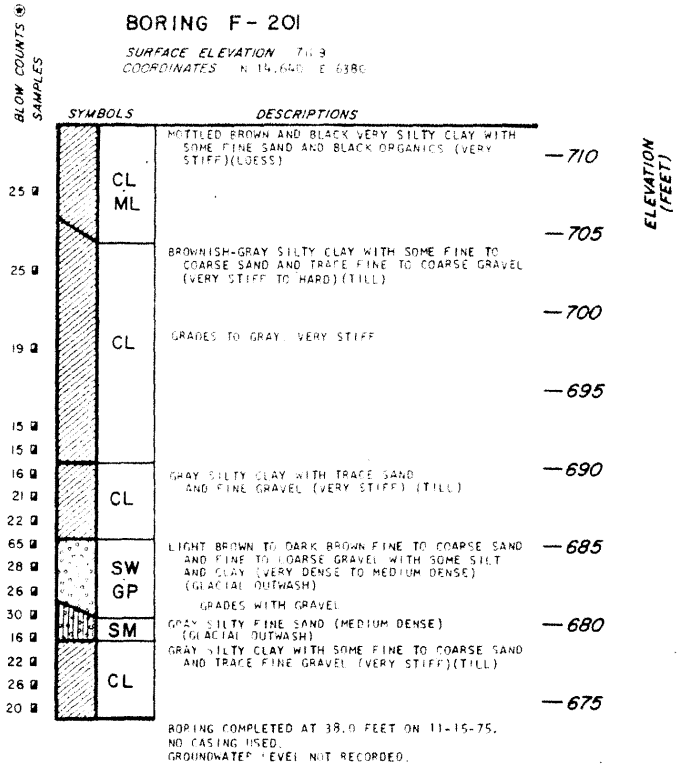 BORING F-201
SURFACE ELEVATION
COORDINATES N 14,640 E 6380
BLOW COUNTS
SAMPLES
SYMBOLS DESCRIPTIONS
ELEVATION
(FEET)
MOTTLED BROWN AND BLACK VERY SILTY CLAY WITH
SOME FINE SAND AND BLACK ORGANICS (VERY
STIFF)(LOESS)
710
25
CL
ML
705
BROWNISH-GRAY SILTY CLAY WITH SOME FINE TO
COARSE SAND AND TRACE FINE TO COARSE GRAVEL
(VERY STIFF TO HARD)(TILL)
25
700
19
CL
GRADES TO GRAY, VERY STIFF
695
15
15
690
16
GRAY SILTY CLAY WITH TRACE SAND
AND FINE GRAVEL (VERY STIFF) (TILL)
21
CL
22
65
LIGHT BROWN TO DARK BROWN FINE TO COARSE SAND
AND FINE TO COARSE GRAVEL WITH SOME SILT
AND CLAY (VERY DENSE TO MEDIUM DENSE)
(GLACIAL OUTWASH)
685
28
SW
GP
26
GRADES WITH GRAVEL
30
GRAY SILTY FINE SAND (MEDIUM DENSE)
(GLACIAL OUTWASH)
680
SM
16
GRAY SILTY CLAY WITH SOME FINE TO COARSE SAND
AND TRACE FINE GRAVEL (VERY STIFF)(TILL)
22
CL
26
675
20
BORING COMPLETED AT 38.0 FEET ON 11-15-75.
NO CASING USED.
GROUNDWATER LEVEL NOT RECORDED.